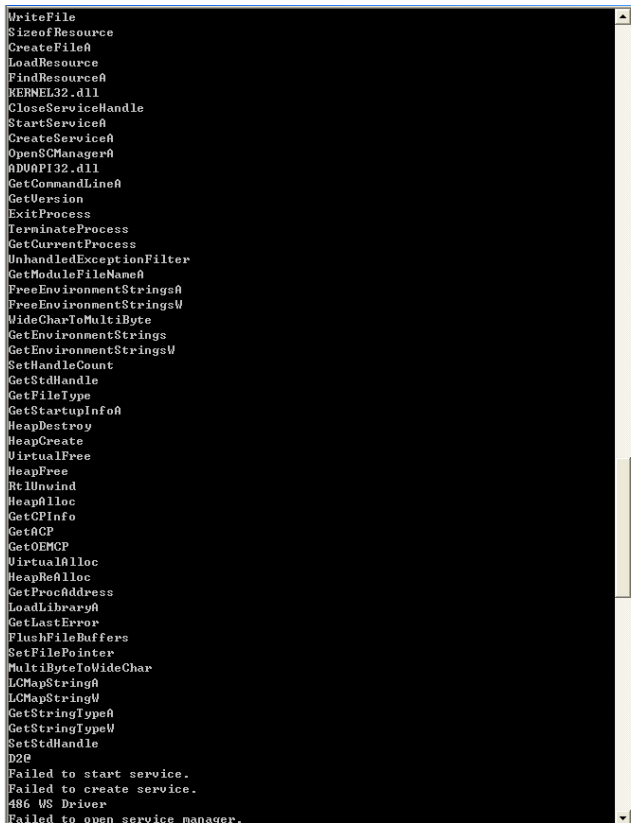 WriteFile
SizeofResource
CreateFileA
LoadResource
FindResourceA
KERNEL32.dll
CloseServiceHandle
StartServiceA
CreateServiceA
OpenSCManagerA
ADVAPI32.dll
GetCommandLineA
GetVersion
ExitProcess
TerminateProcess
GetCurrentProcess
UnhandledExceptionFilter
GetModuleFileNameA
FreeEnvironmentStringsA
FreeEnvironmentStringsW
WideCharToMultiByte
GetEnvironmentStrings
GetEnvironmentStringsW
SetHandleCount
GetStdHandle
GetFileType
GetStartupInfoA
HeapDestroy
HeapCreate
VirtualFree
HeapFree
RtlUnwind
HeapAlloc
GetCPInfo
GetACP
GetOEMCP
VirtualAlloc
HeapReAlloc
GetProcAddress
LoadLibraryA
GetLastError
FlushFileBuffers
SetFilePointer
MultiByteToWideChar
LCMapStringA
LCMapStringW
GetStringTypeA
GetStringTypeW
SetStdHandle
D2@
Failed to start service.
Failed to create service.
486 WS Driver
Failed to open service manager.